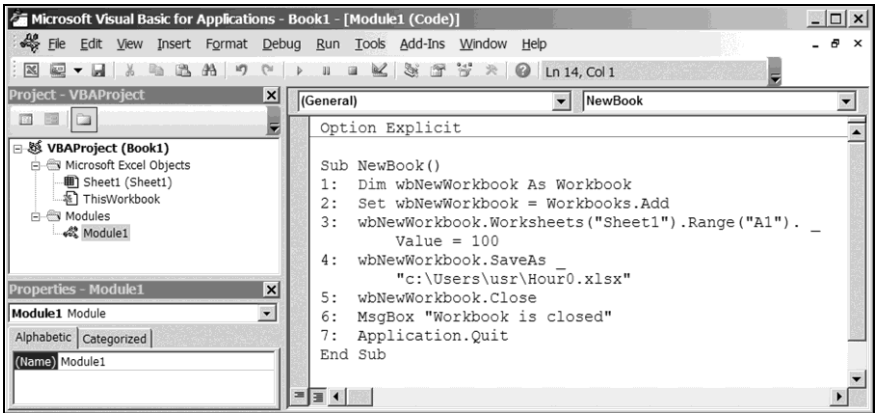 Microsoft Visual Basic for Applications - Book1 - [Module1 (Code)]
File Edit View Insert Format Debug Run Tools Add-Ins Window Help
Ln 14, Col 1
Project - VBAProject
VBAProject (Book1)
Microsoft Excel Objects
Sheet1 (Sheet1)
ThisWorkbook
Modules
Module1
Properties - Module1
Module1 Module
Alphabetic Categorized
(Name) Module1
(General) NewBook
Option Explicit
Sub NewBook()
1: Dim wbNewWorkbook As Workbook
2: Set wbNewWorkbook = Workbooks.Add
3: wbNewWorkbook.Worksheets("Sheet1").Range("A1"). _
Value = 100
4: wbNewWorkbook.SaveAs _
"c:\Users\usr\Hour0.xlsx"
5: wbNewWorkbook.Close
6: MsgBox "Workbook is closed"
7: Application.Quit
End Sub